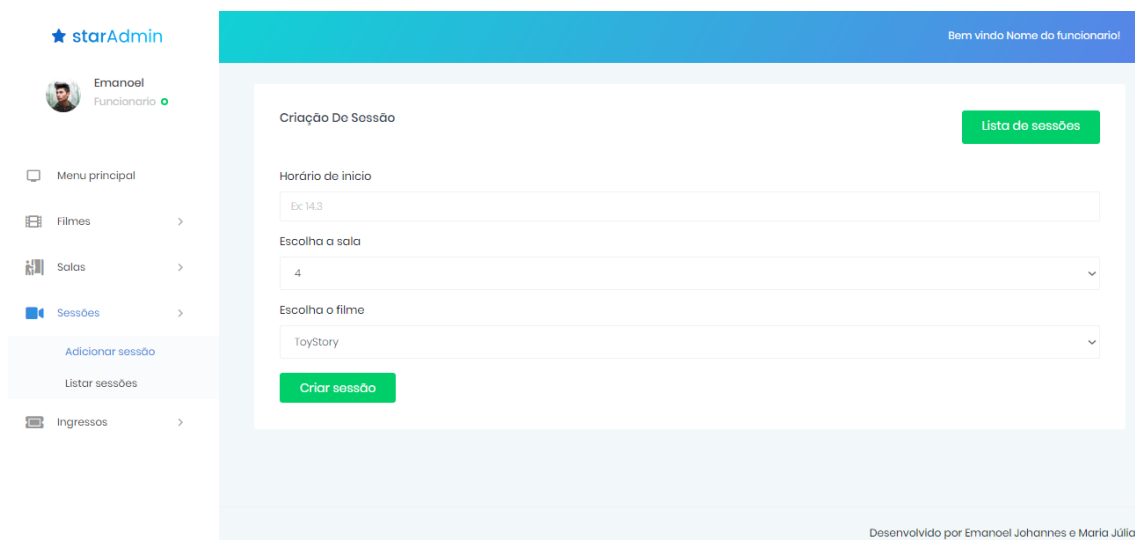 starAdmin
Bem vindo Nome do funcionario!
Emanoel
Funcionario
Menu principal
Filmes
Salas
Sessões
Adicionar sessão
Listar sessões
Ingressos
Criação De Sessão
Lista de sessões
Horário de inicio
Ex: 14.3
Escolha a sala
4
Escolha o filme
ToyStory
Criar sessão
Desenvolvido por Emanoel Johannes e Maria Júlia